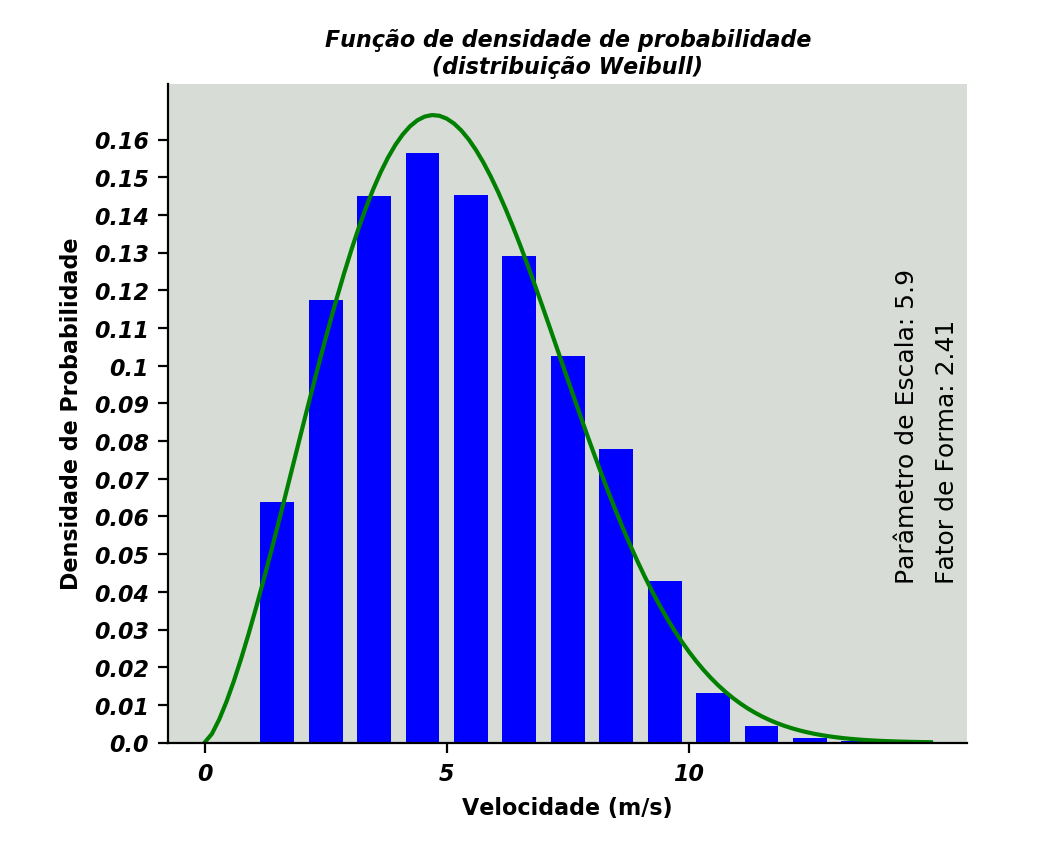 Função de densidade de probabilidade
(distribuição Weibull)
0.16
0.15
0.14
0.13
0.12
0.11
0.1
0.09
0.08
0.07
0.06
0.05
0.04
0.03
0.02
0.01
0.0
Densidade de Probabilidade
Parâmetro de Escala: 5.9
Fator de Forma: 2.41
0 5 10
Velocidade (m/s)